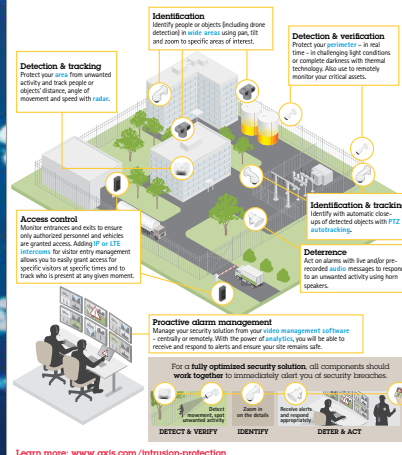 Identification
Identify people or objects (including drone
detection) in wide areas using pan, tilt
and zoom to specific areas of interest.
Detection & verification
Protect your perimeter – in real
time – in challenging light conditions
or complete darkness with thermal
technology. Also use to remotely
monitor your critical assets.
Detection & tracking
Protect your area from unwanted
activity and track people or
objects' distance, angle of
movement and speed with radar.
Identification & trackin
Identify with automatic close-
ups of detected objects with PTZ
autotracking.
Access control
Monitor entrances and exits to ensure
only authorized personnel and vehicles
are granted access. Adding IP or LTE
intercoms for visitor entry management
allows you to easily grant access for
specific visitors at specific times and to
track who is present at any given moment.
Deterrence
Act on alarms with live and/or pre-
recorded audio messages to respond
to an unwanted activity using horn
speakers.
Proactive alarm management
Manage your security solution from your video management software
- centrally or remotely. With the power of analytics, you will be able to
receive and respond to alerts and ensure your site remains safe.
For a fully optimized security solution, all components should
work together to immediately alert you of security breaches.
Detect
movement, spot
unwanted activity
Zoom in
on the details
Receive alerts
and respond
appropriately
DETECT & VERIFY
IDENTIFY
DETER & ACT
Learn more: www.axis.com/intrusion-protection